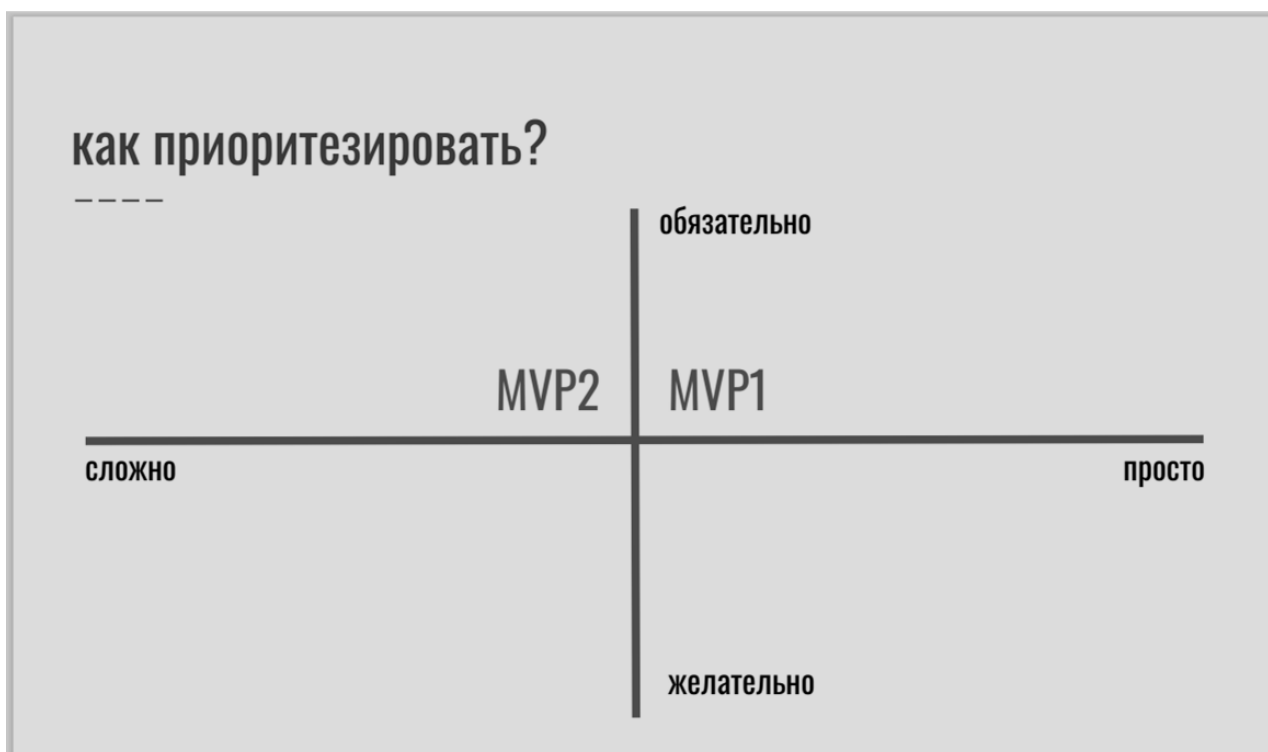 как приоритезировать?
обязательно
MVP2 MVP1
сложно просто
желательно